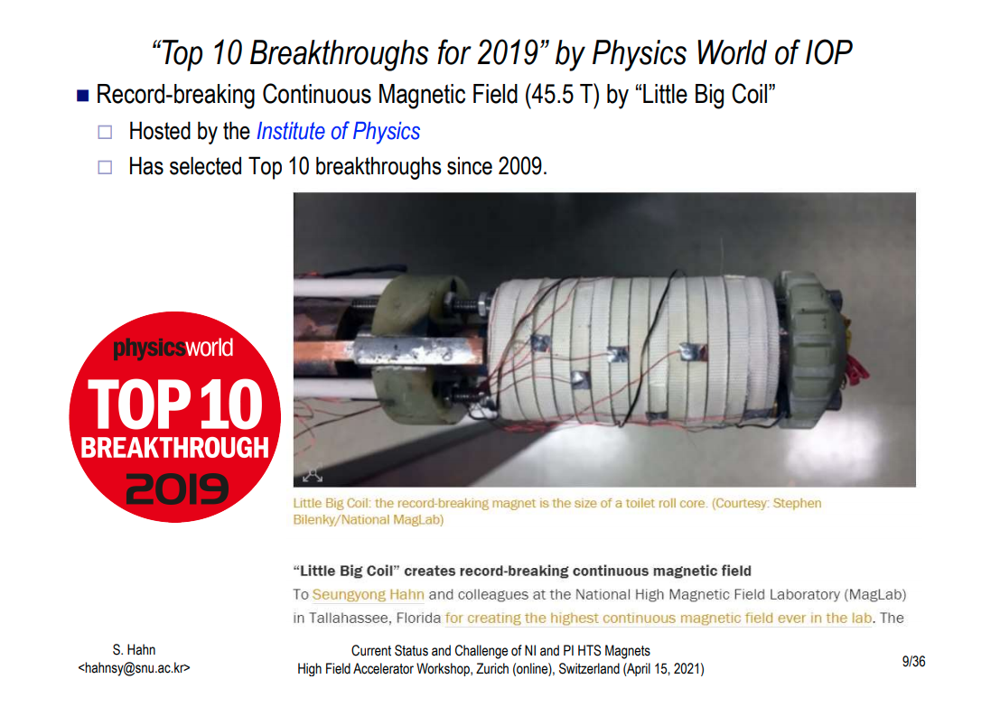 “Top 10 Breakthroughs for 2019” by Physics World of IOP
Record-breaking Continuous Magnetic Field (45.5 T) by “Little Big Coil”
Hosted by the Institute of Physics
Has selected Top 10 breakthroughs since 2009.
physicsworld
TOP 10
BREAKTHROUGH
2019
Little Big Coil: the record-breaking magnet is the size of a toilet roll core. (Courtesy: Stephen
Bilenky/National MagLab)
“Little Big Coil” creates record-breaking continuous magnetic field
To Seungyong Hahn and colleagues at the National High Magnetic Field Laboratory (MagLab)
in Tallahassee, Florida for creating the highest continuous magnetic field ever in the lab. The
S. Hahn
<hahnsy@snu.ac.kr>
Current Status and Challenge of NI and PI HTS Magnets
High Field Accelerator Workshop, Zurich (online), Switzerland (April 15, 2021)
9/36